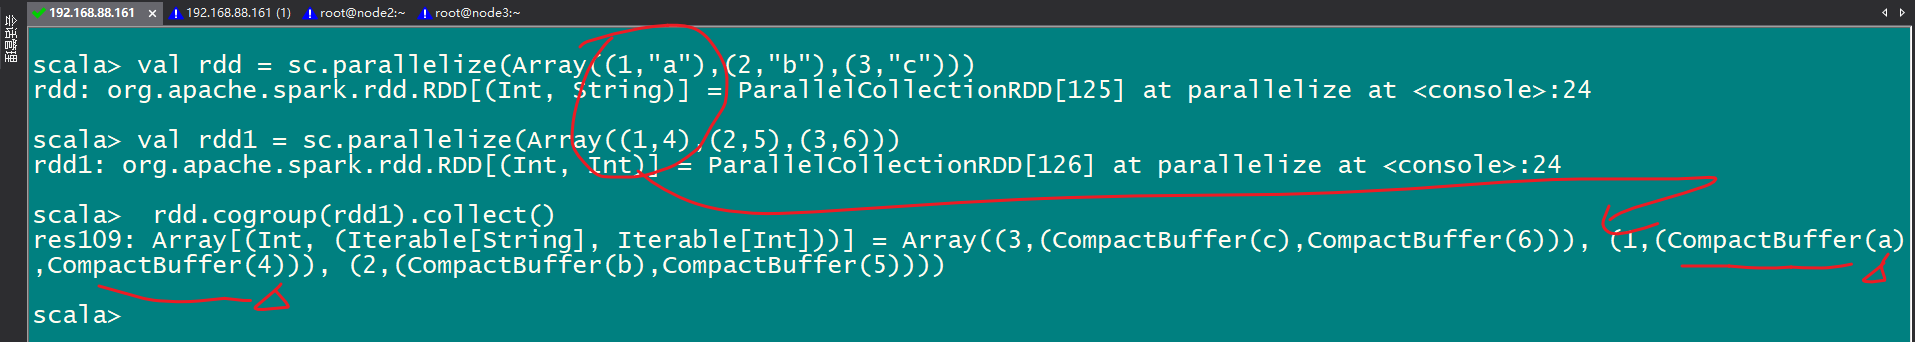 192.168.88.161 × 192.168.88.161 (1) root@node2:~ root@node3:~
会话管理
scala> val rdd = sc.parallelize(Array((1,"a"),(2,"b"),(3,"c")))
rdd: org.apache.spark.rdd.RDD[(Int, String)] = ParallelCollectionRDD[125] at parallelize at <console>:24
scala> val rdd1 = sc.parallelize(Array((1,4),(2,5),(3,6)))
rdd1: org.apache.spark.rdd.RDD[(Int, Int)] = ParallelCollectionRDD[126] at parallelize at <console>:24
scala>  rdd.cogroup(rdd1).collect()
res109: Array[(Int, (Iterable[String], Iterable[Int]))] = Array((3,(CompactBuffer(c),CompactBuffer(6))), (1,(CompactBuffer(a)
,CompactBuffer(4))), (2,(CompactBuffer(b),CompactBuffer(5))))
scala>